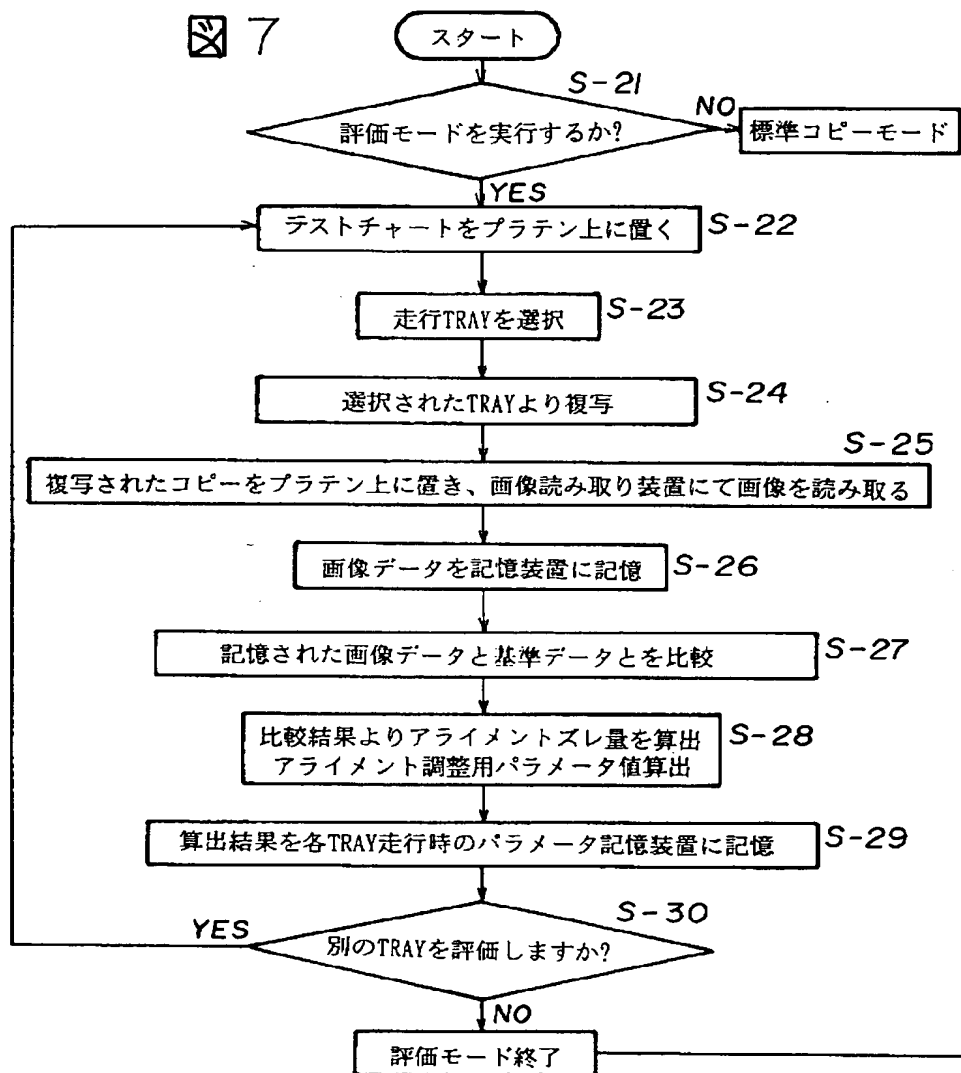 図 7
スタート
S-21
評価モードを実行するか?
NO
標準コピーモード
YES
テストチャートをプラテン上に置く
S-22
走行TRAYを選択
S-23
選択されたTRAYより複写
S-24
S-25
複写されたコピーをプラテン上に置き、画像読み取り装置にて画像を読み取る
画像データを記憶装置に記憶
S-26
記憶された画像データと基準データとを比較
S-27
比較結果よりアライメントズレ量を算出
アライメント調整用パラメータ値算出
S-28
算出結果を各TRAY走行時のパラメータ記憶装置に記憶
S-29
S-30
YES
別のTRAYを評価しますか?
NO
評価モード終了